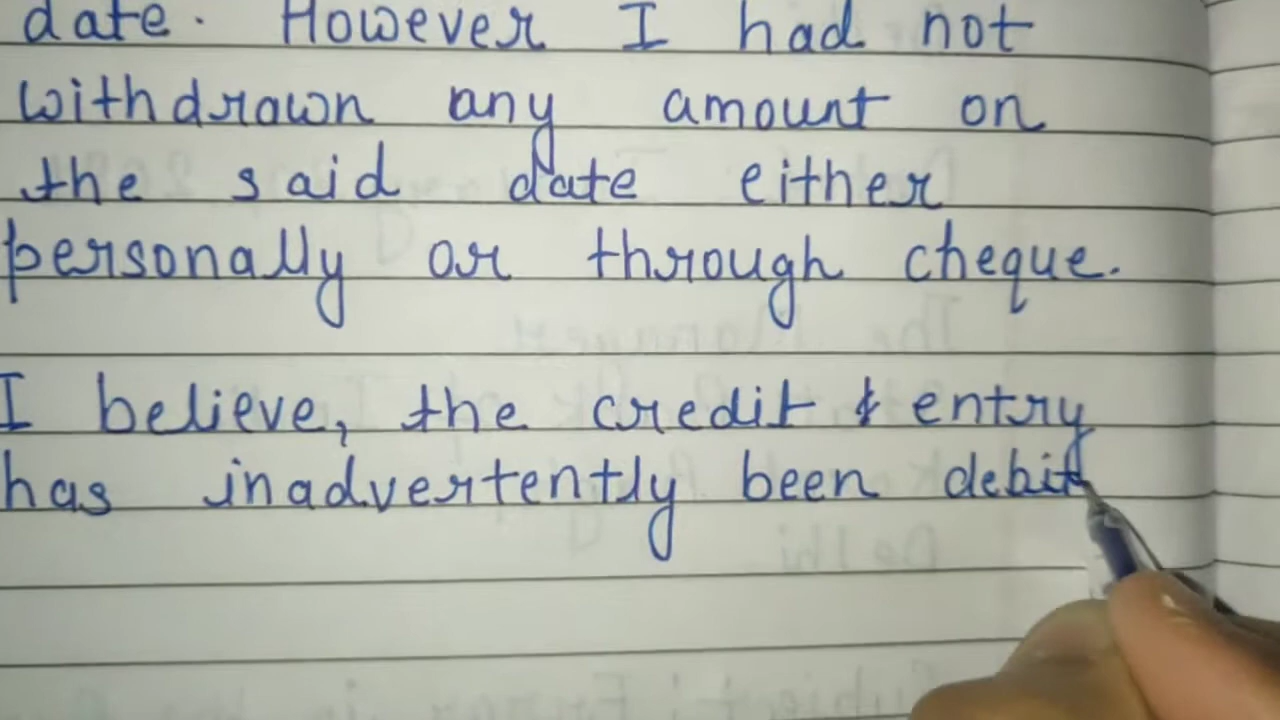 date. However I had not
withdrawn any amount on
the said date either
personally or through cheque.
I believe, the credit & entry
has inadvertently been debit